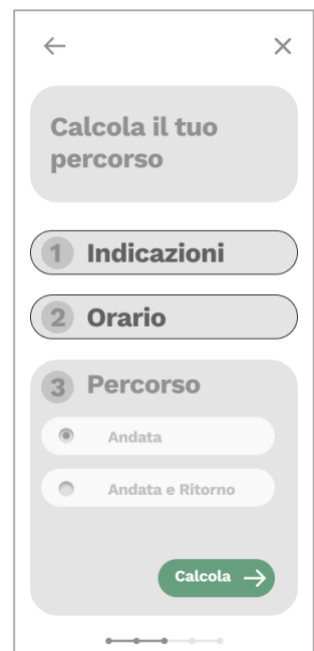 Calcola il tuo
percorso
1 Indicazioni
2 Orario
3 Percorso
Andata
Andata e Ritorno
Calcola